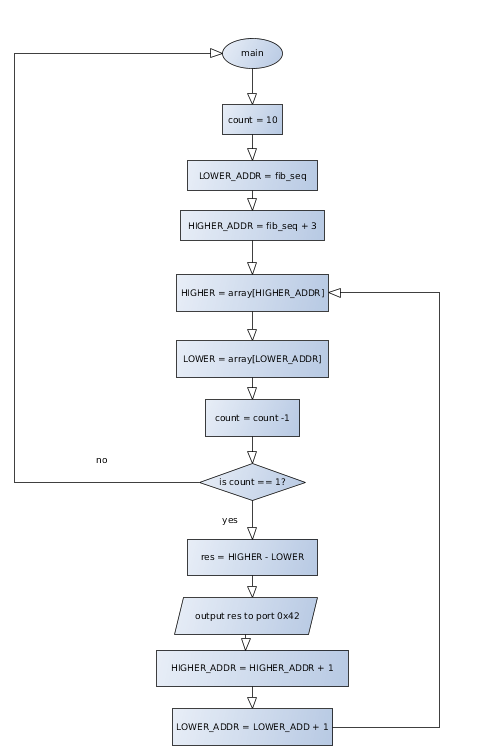 main
count = 10
LOWER_ADDR = fib_seq
HIGHER_ADDR = fib_seq + 3
HIGHER = array[HIGHER_ADDR]
LOWER = array[LOWER_ADDR]
count = count -1
no
is count == 1?
yes
res = HIGHER - LOWER
output res to port 0x42
HIGHER_ADDR = HIGHER_ADDR + 1
LOWER_ADDR = LOWER_ADD + 1